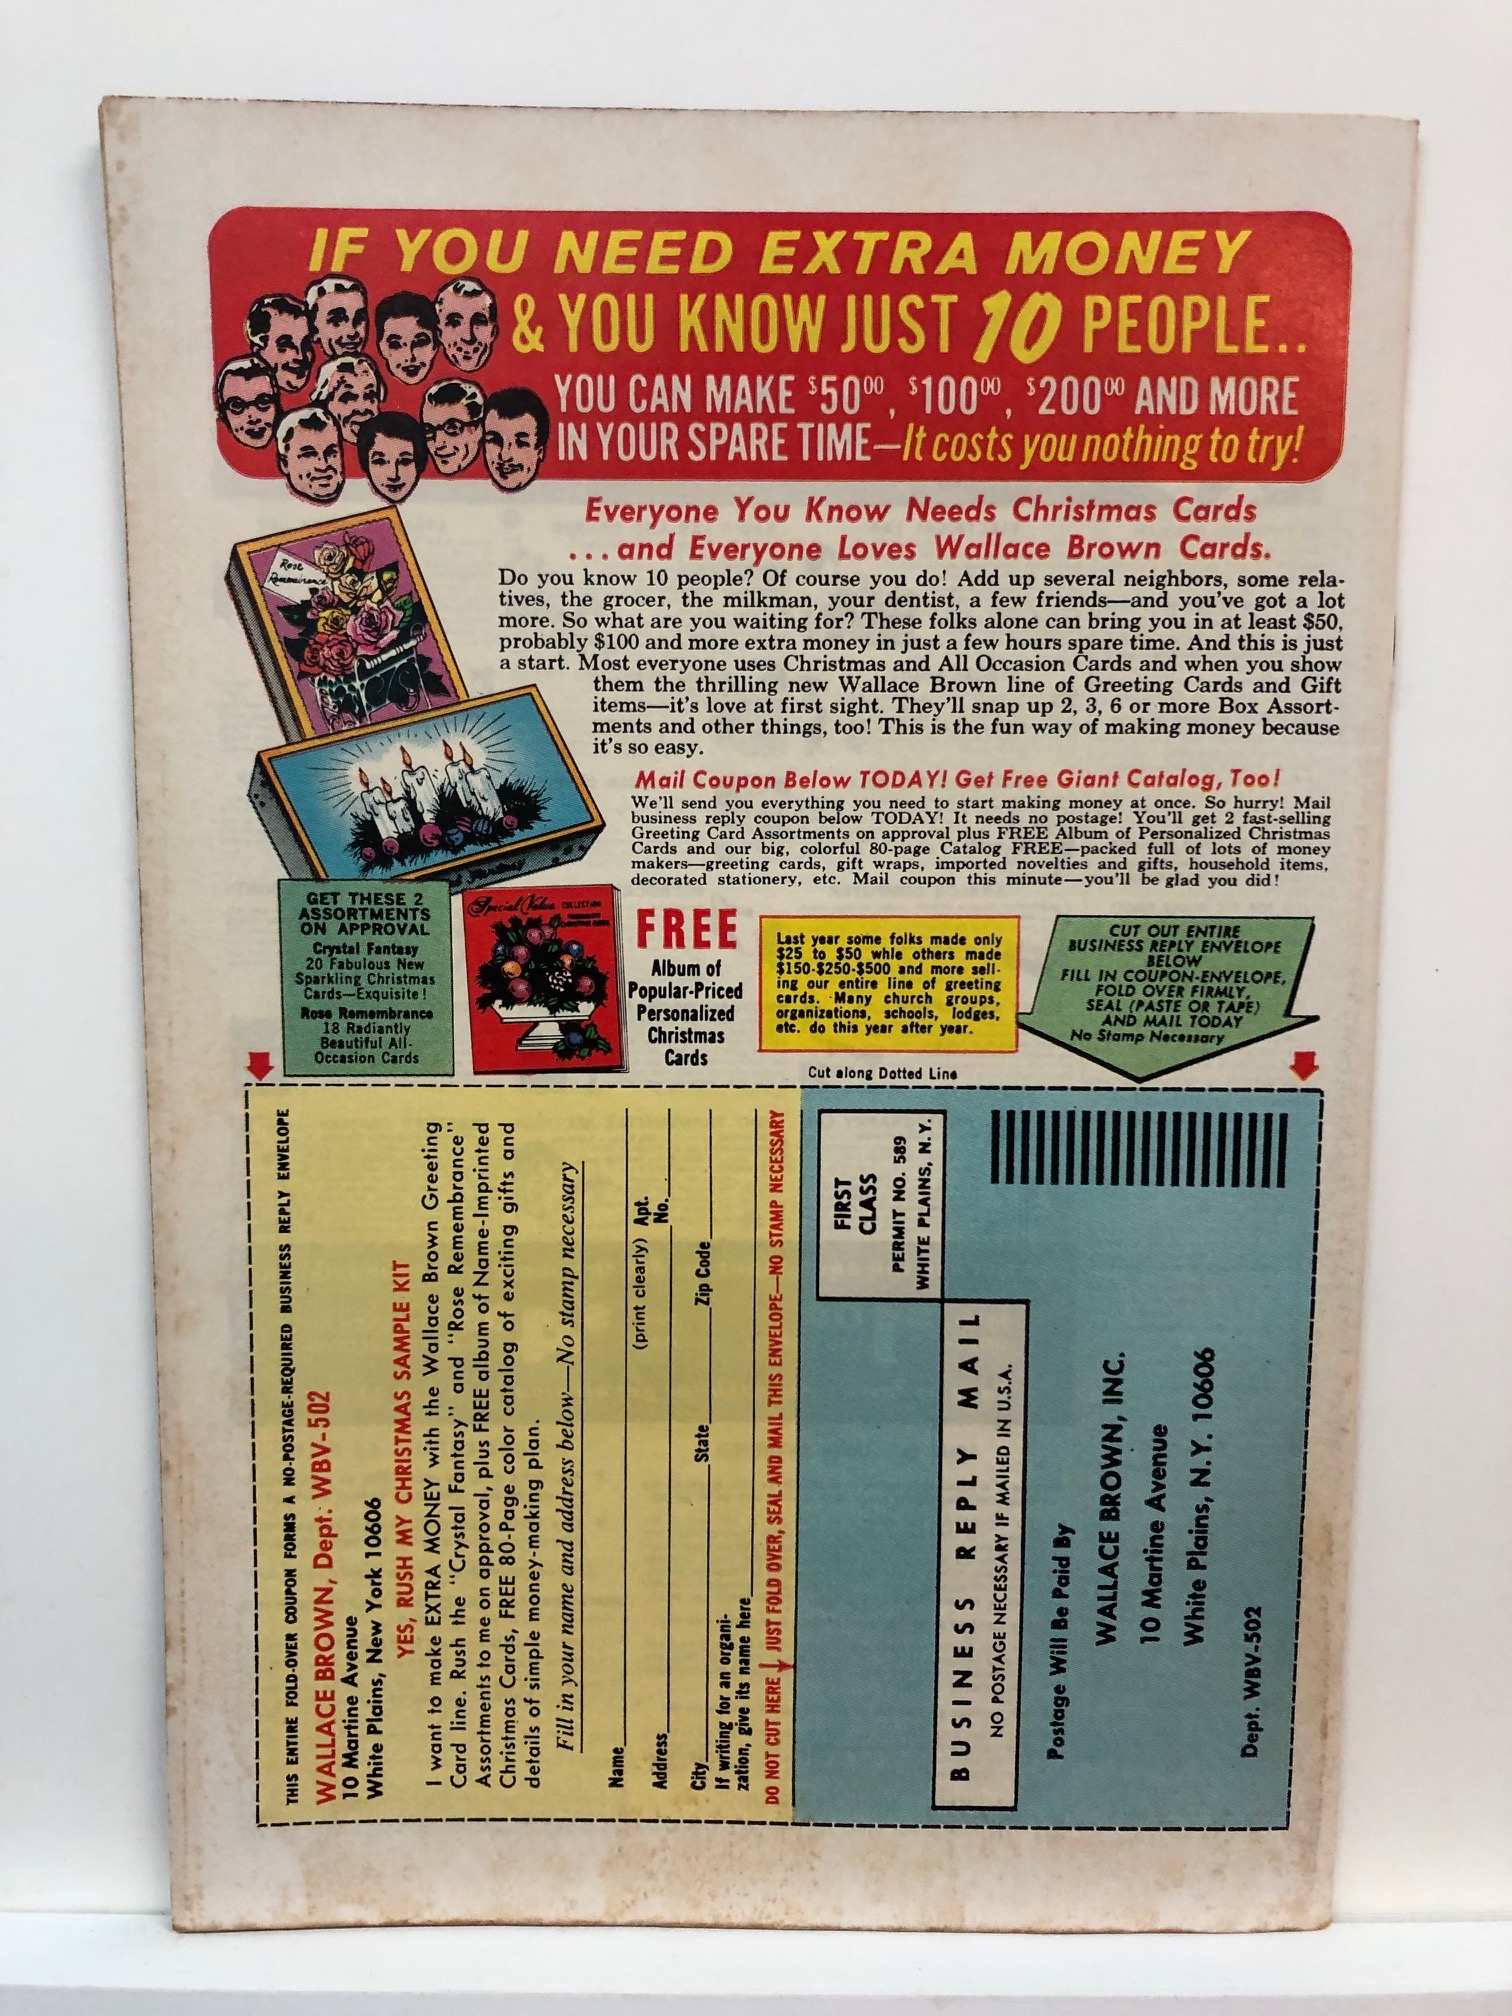 IF YOU NEED EXTRA MONEY
& YOU KNOW JUST 10 PEOPLE..
YOU CAN MAKE $50⁰⁰, $100⁰⁰, $200⁰⁰ AND MORE
IN YOUR SPARE TIME—It costs you nothing to try!
Everyone You Know Needs Christmas Cards
...and Everyone Loves Wallace Brown Cards.
Do you know 10 people? Of course you do! Add up several neighbors, some rela-
tives, the grocer, the milkman, your dentist, a few friends—and you've got a lot
more. So what are you waiting for? These folks alone can bring you in at least $50,
probably $100 and more extra money in just a few hours spare time. And this is just
a start. Most everyone uses Christmas and All Occasion Cards and when you show
them the thrilling new Wallace Brown line of Greeting Cards and Gift
items—it's love at first sight. They'll snap up 2, 3, 6 or more Box Assort-
ments and other things, too! This is the fun way of making money because
it's so easy.
Rose
Remembrance
Mail Coupon Below TODAY! Get Free Giant Catalog, Too!
We'll send you everything you need to start making money at once. So hurry! Mail
business reply coupon below TODAY! It needs no postage! You'll get 2 fast-selling
Greeting Card Assortments on approval plus FREE Album of Personalized Christmas
Cards and our big, colorful 80-page Catalog FREE—packed full of lots of money
makers—greeting cards, gift wraps, imported novelties and gifts, household items,
decorated stationery, etc. Mail coupon this minute—you'll be glad you did!
GET THESE 2
ASSORTMENTS
ON APPROVAL
Crystal Fantasy
20 Fabulous New
Sparkling Christmas
Cards—Exquisite!
Rose Remembrance
18 Radiantly
Beautiful All-
Occasion Cards
Special Value COLLECTION
FREE
Album of
Popular-Priced
Personalized
Christmas
Cards
Last year some folks made only
$25 to $50 whle others made
$150-$250-$500 and more sell-
ing our entire line of greeting
cards. Many church groups,
organizations, schools, lodges,
etc. do this year after year.
CUT OUT ENTIRE
BUSINESS REPLY ENVELOPE
BELOW
FILL IN COUPON-ENVELOPE,
FOLD OVER FIRMLY,
SEAL (PASTE OR TAPE)
AND MAIL TODAY
No Stamp Necessary
Cut along Dotted Line
THIS ENTIRE FOLD-OVER COUPON FORMS A NO-POSTAGE-REQUIRED BUSINESS REPLY ENVELOPE
WALLACE BROWN, Dept: WBV-502
10 Martine Avenue
White Plains, New York 10606
YES, RUSH MY CHRISTMAS SAMPLE KIT
I want to make EXTRA MONEY with the Wallace Brown Greeting
Card line. Rush the "Crystal Fantasy" and "Rose Remembrance"
Assortments to me on approval, plus FREE album of Name-Imprinted
Christmas Cards, FREE 80-Page color catalog of exciting gifts and
details of simple money-making plan.
Fill in your name and address below—No stamp necessary
Name
(print clearly) Apt.
Address No.
City State Zip Code
If writing for an organi-
zation, give its name here
DO NOT CUT HERE JUST FOLD OVER, SEAL AND MAIL THIS ENVELOPE—NO STAMP NECESSARY
FIRST
CLASS
PERMIT NO. 589
WHITE PLAINS, N. Y.
BUSINESS REPLY MAIL
NO POSTAGE NECESSARY IF MAILED IN U.S.A.
Postage Will Be Paid By
WALLACE BROWN, INC.
10 Martine Avenue
White Plains, N. Y. 10606
Dept. WBV-502